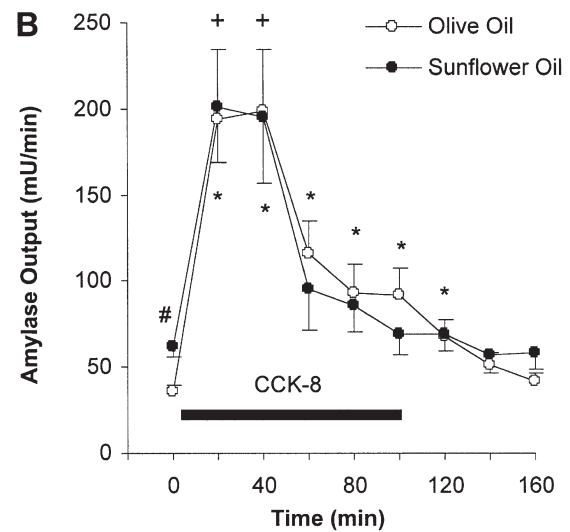 B
Olive Oil
Sunflower Oil
Amylase Output (mU/min)
250
200
150
100
50
0
+ +
* * * * * *
#
CCK-8
0 40 80 120 160
Time (min)